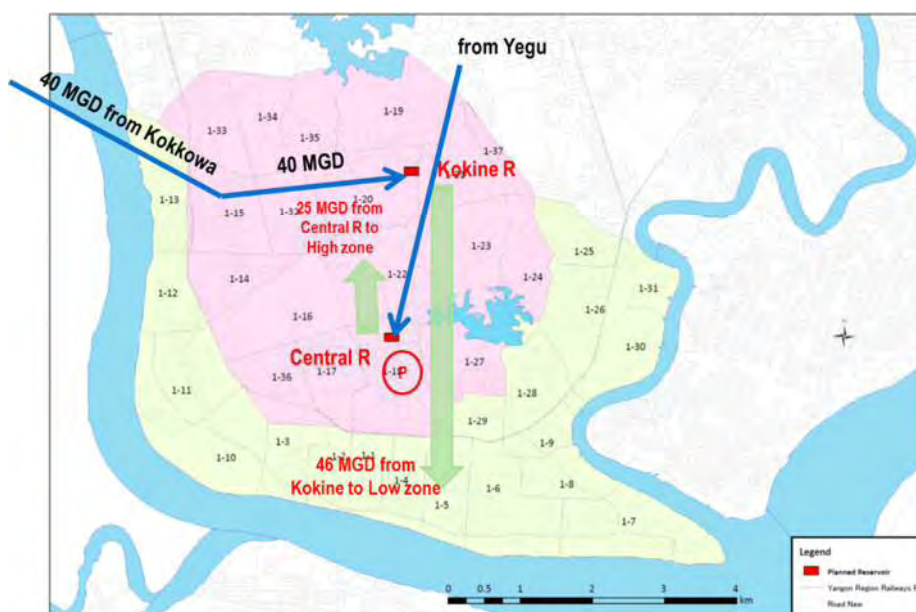 from Yegu
40 MGD from Kokkowa
1-19
1-34
1-33
1-35
1-37
40 MGD
Kokine R
1-13
1-20
1-15
25 MGD from
Central R to
High zone
1-23
1-25
1-14
1-22
1-24
1-31
1-12
1-26
1-16
1-30
Central R
1-27
1-17
P
1-36
1-11
1-28
1-29
1-3
1-9
1-10
46 MGD from
Kokine to Low zone
1-4
1-6
1-8
1-5
1-7
Legend
Planned Reservoir
Yangon Region Railways
Road New
0 0.5 1 2 3 4
km